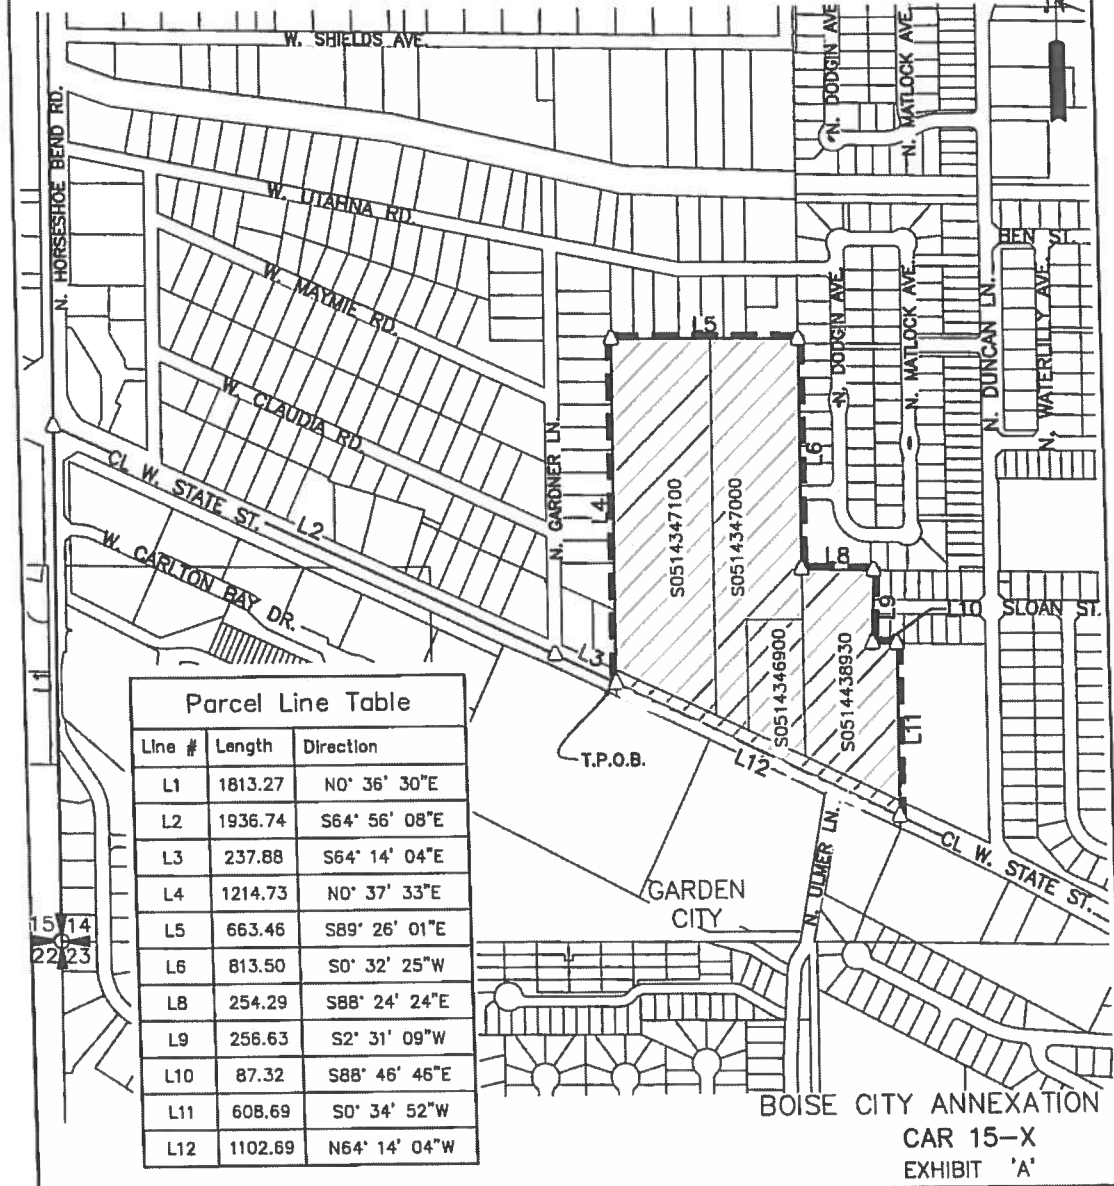 W. SHIELDS AVE.
N. DODGIN AVE
N. MATLOCK AVE.
N. HORSESHOE BEND RD.
W. UTAHNA RD.
BEN ST.
W. MAYMIE RD.
N. DODGIN AVE.
N. MATLOCK AVE.
N. DUNCAN LN.
N. WATERLILLY AVE.
L5
W. CLAUDIA RD.
N. GARDNER LN.
L4
L6
S0514347100
S0514347000
CL W. STATE ST.
L2
W. CARLTON BAY DR.
L8
L9
L10
SLOAN ST.
L3
S0514346900
S0514438930
L11
L1
T.P.O.B.
L12
CL W. STATE ST.
N. ULMER LN.
GARDEN
CITY
15 14
22 23
Parcel Line Table
Line # Length Direction
L1 1813.27 N0° 36' 30"E
L2 1936.74 S64° 56' 08"E
L3 237.88 S64° 14' 04"E
L4 1214.73 N0° 37' 33"E
L5 663.46 S89° 26' 01"E
L6 813.50 S0° 32' 25"W
L8 254.29 S88° 24' 24"E
L9 256.63 S2° 31' 09"W
L10 87.32 S88° 46' 46"E
L11 608.69 S0° 34' 52"W
L12 1102.69 N64° 14' 04"W
BOISE CITY ANNEXATION
CAR 15-X
EXHIBIT 'A'